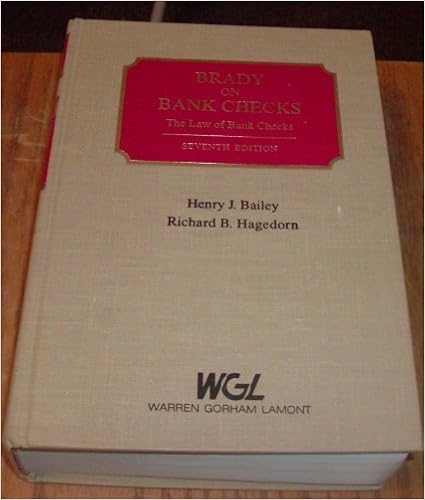 BRADY
ON
BANK CHECKS
The Law of Bank Checks
SEVENTH EDITION
Henry J. Bailey
Richard B. Hagedorn
WGL
WARREN GORHAM LAMONT